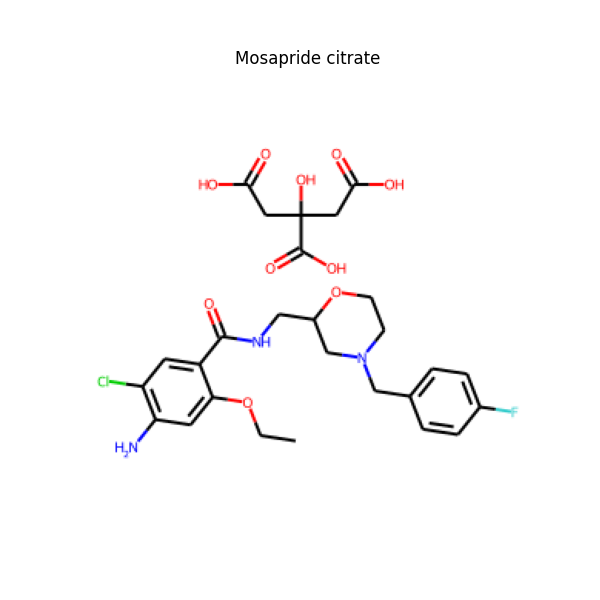 Mosapride citrate
O O
HO OH OH
O OH
O O
NH
Cl N
O F
H₂N